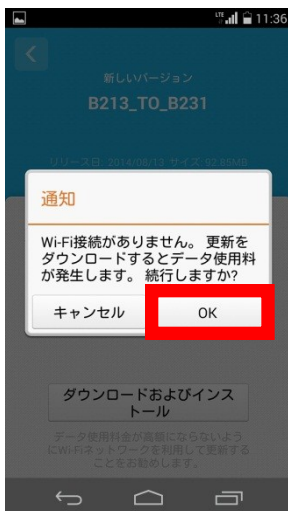 LTE 11:36
新しいバージョン
B213_TO_B231
リリース日: 2014/08/13 サイズ: 92.85MB
通知
Wi-Fi接続がありません。 更新を
ダウンロードするとデータ使用料
が発生します。 続行しますか?
キャンセル OK
ダウンロードおよびインス
トール
データ使用料金が高額にならないよう
にWi-Fiネットワークを利用して更新する
ことをお勧めします。